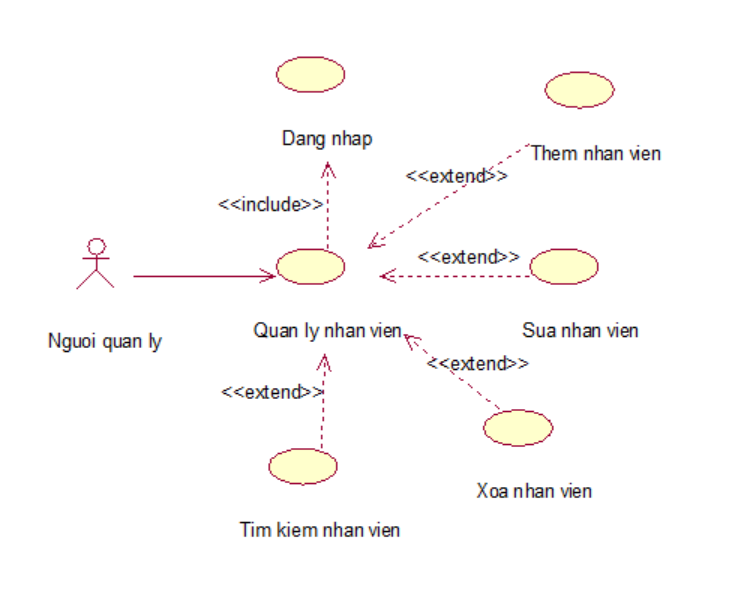 Dang nhap
Them nhan vien
<<extend>>
<<include>>
<<extend>>
Nguoi quan ly
Quan ly nhan vien
Sua nhan vien
<<extend>>
<<extend>>
Xoa nhan vien
Tim kiem nhan vien